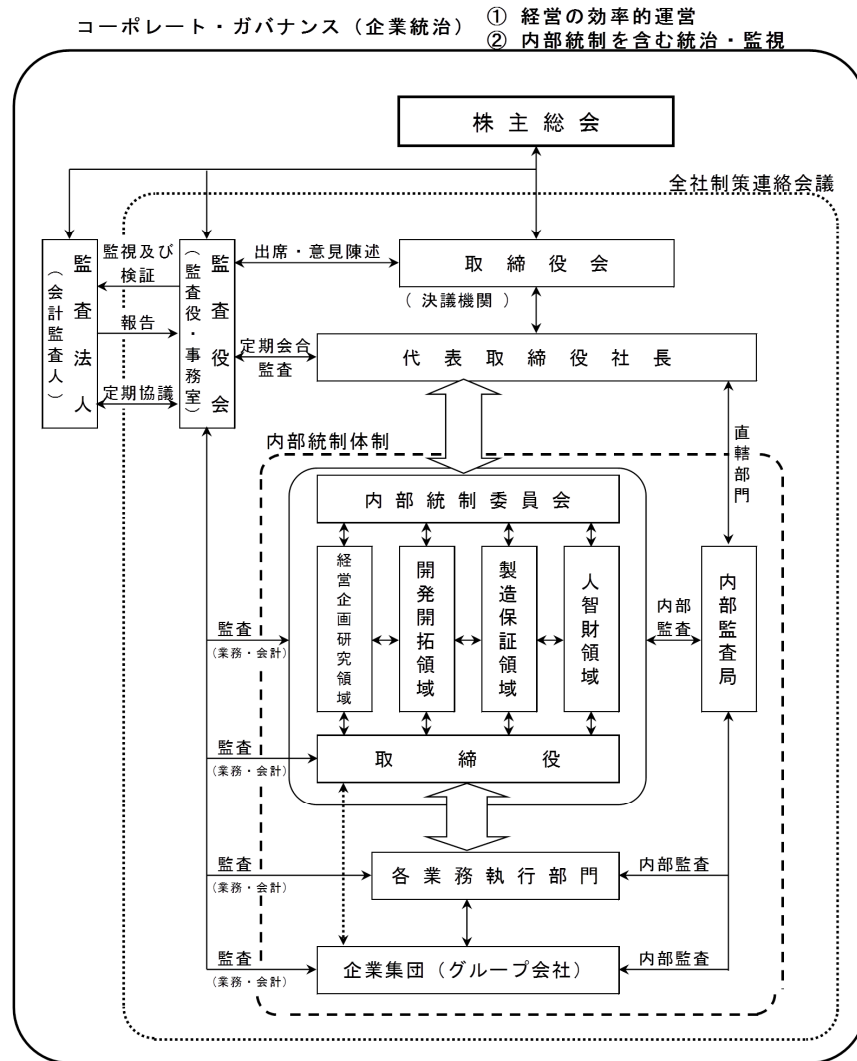 コーポレート・ガバナンス（企業統治）
① 経営の効率的運営
② 内部統制を含む統治・監視
株主総会
全社制策連絡会議
監査法人
（会計監査人）
監視及び
検証
報告
定期協議
監査役会
（監査役・事務室）
出席・意見陳述
取締役会
（決議機関）
定期会合
監査
代表取締役社長
直轄部門
内部統制体制
内部統制委員会
経営企画研究領域
開発開拓領域
製造保証領域
人智財領域
内部
監査
内部監査局
監査
（業務・会計）
取締役
監査
（業務・会計）
各業務執行部門
監査
（業務・会計）
内部監査
企業集団（グループ会社）
監査
（業務・会計）
内部監査